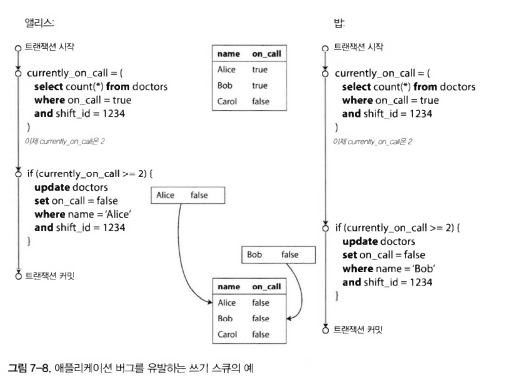 앨리스:
트랜잭션 시작
currently_on_call = (
select count(*) from doctors
where on_call = true
and shift_id = 1234
)
이제 currently_on_call은 2
if (currently_on_call >= 2) {
update doctors
set on_call = false
where name = 'Alice'
and shift_id = 1234
}
트랜잭션 커밋
name on_call
Alice true
Bob true
Carol false
Alice false
Bob false
name on_call
Alice false
Bob false
Carol false
밥:
트랜잭션 시작
currently_on_call = (
select count(*) from doctors
where on_call = true
and shift_id = 1234
)
이제 currently_on_call은 2
if (currently_on_call >= 2) {
update doctors
set on_call = false
where name = 'Bob'
and shift_id = 1234
}
트랜잭션 커밋
그림 7-8. 애플리케이션 버그를 유발하는 쓰기 스큐의 예